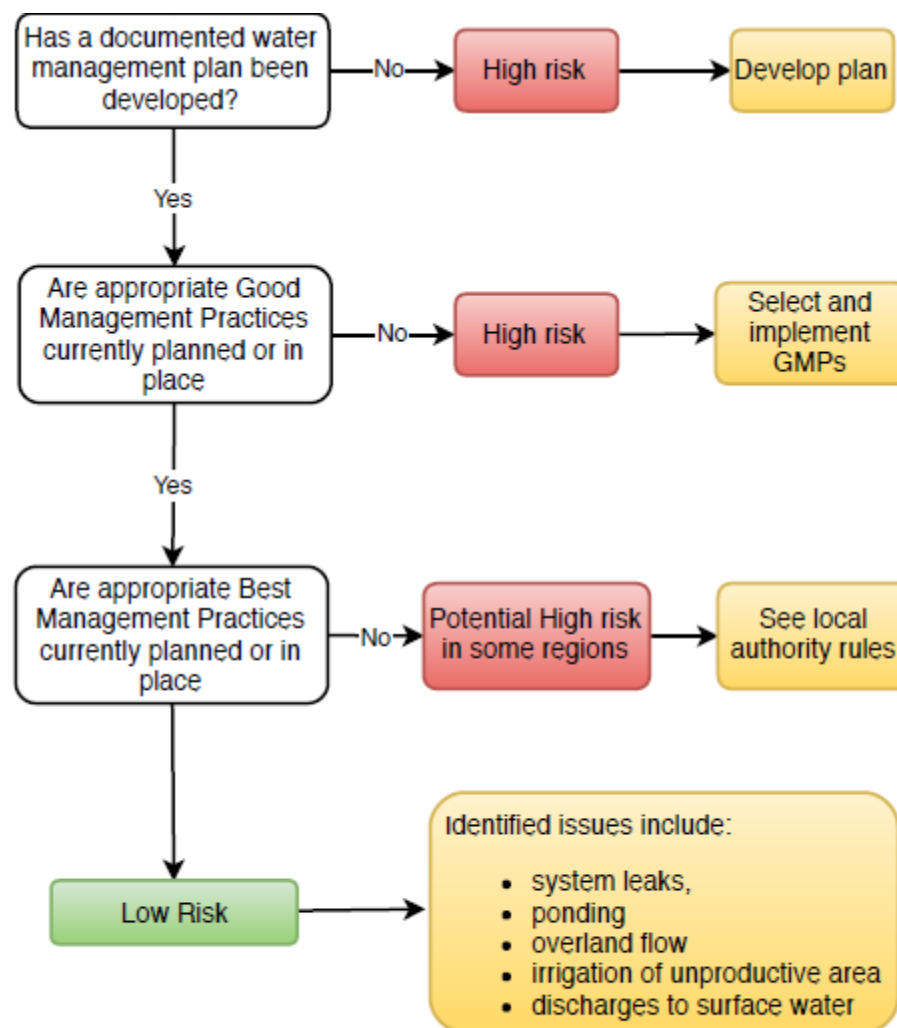 Has a documented water
management plan been
developed?
No
High risk
Develop plan
Yes
Are appropriate Good
Management Practices
currently planned or in
place
No
High risk
Select and
implement
GMPs
Yes
Are appropriate Best
Management Practices
currently planned or in
place
No
Potential High risk
in some regions
See local
authority rules
Low Risk
Identified issues include:
• system leaks,
• ponding
• overland flow
• irrigation of unproductive area
• discharges to surface water